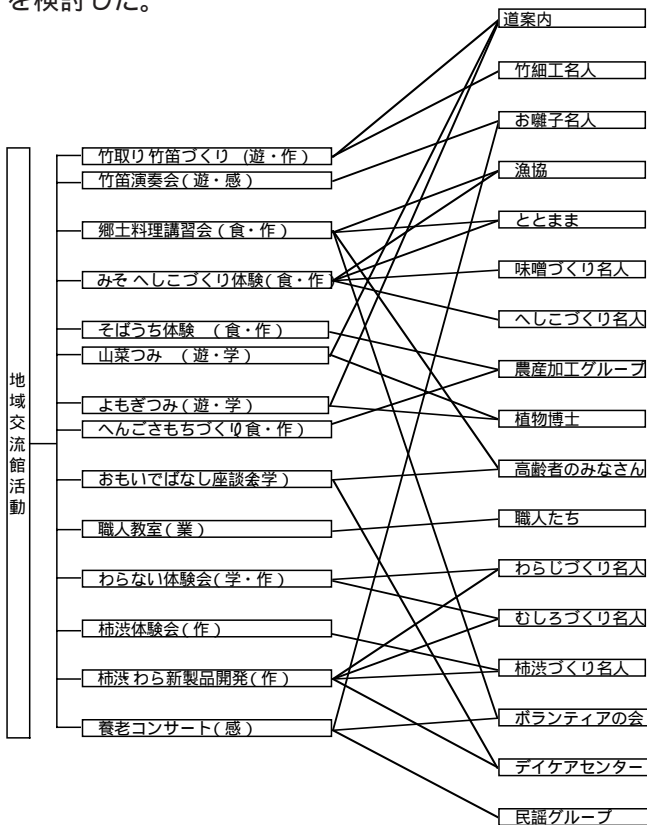 を検討した。
地域交流館活動
竹取り竹笛づくり (遊・作)
竹笛演奏会(遊・感)
郷土料理講習会(食・作)
みそ へしこづくり体験(食・作
そばうち体験 (食・作)
山菜つみ (遊・学)
よもぎつみ(遊・学)
へんごさもちづくり食・作)
おもいでばなし座談会学)
職人教室(業)
わらない体験会(学・作)
柿渋体験会(作)
柿渋 わら新製品開発(作)
養老コンサート(感)
道案内
竹細工名人
お囃子名人
漁協
ととまま
味噌づくり名人
へしこづくり名人
農産加工グループ
植物博士
高齢者のみなさん
職人たち
わらじづくり名人
むしろづくり名人
柿渋づくり名人
ボランティアの会
デイケアセンター
民謡グループ